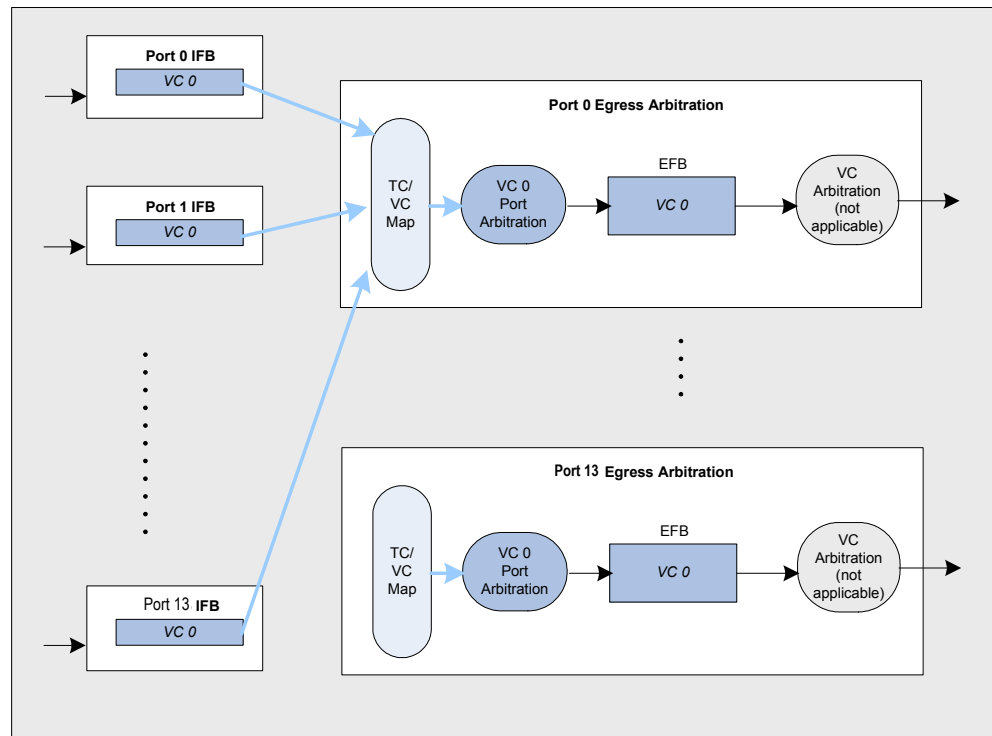 Port 0 IFB
VC 0
Port 1 IFB
VC 0
Port 13 IFB
VC 0
Port 0 Egress Arbitration
TC/
VC
Map
VC 0
Port
Arbitration
EFB
VC 0
VC
Arbitration
(not
applicable)
Port 13 Egress Arbitration
TC/
VC
Map
VC 0
Port
Arbitration
EFB
VC 0
VC
Arbitration
(not
applicable)